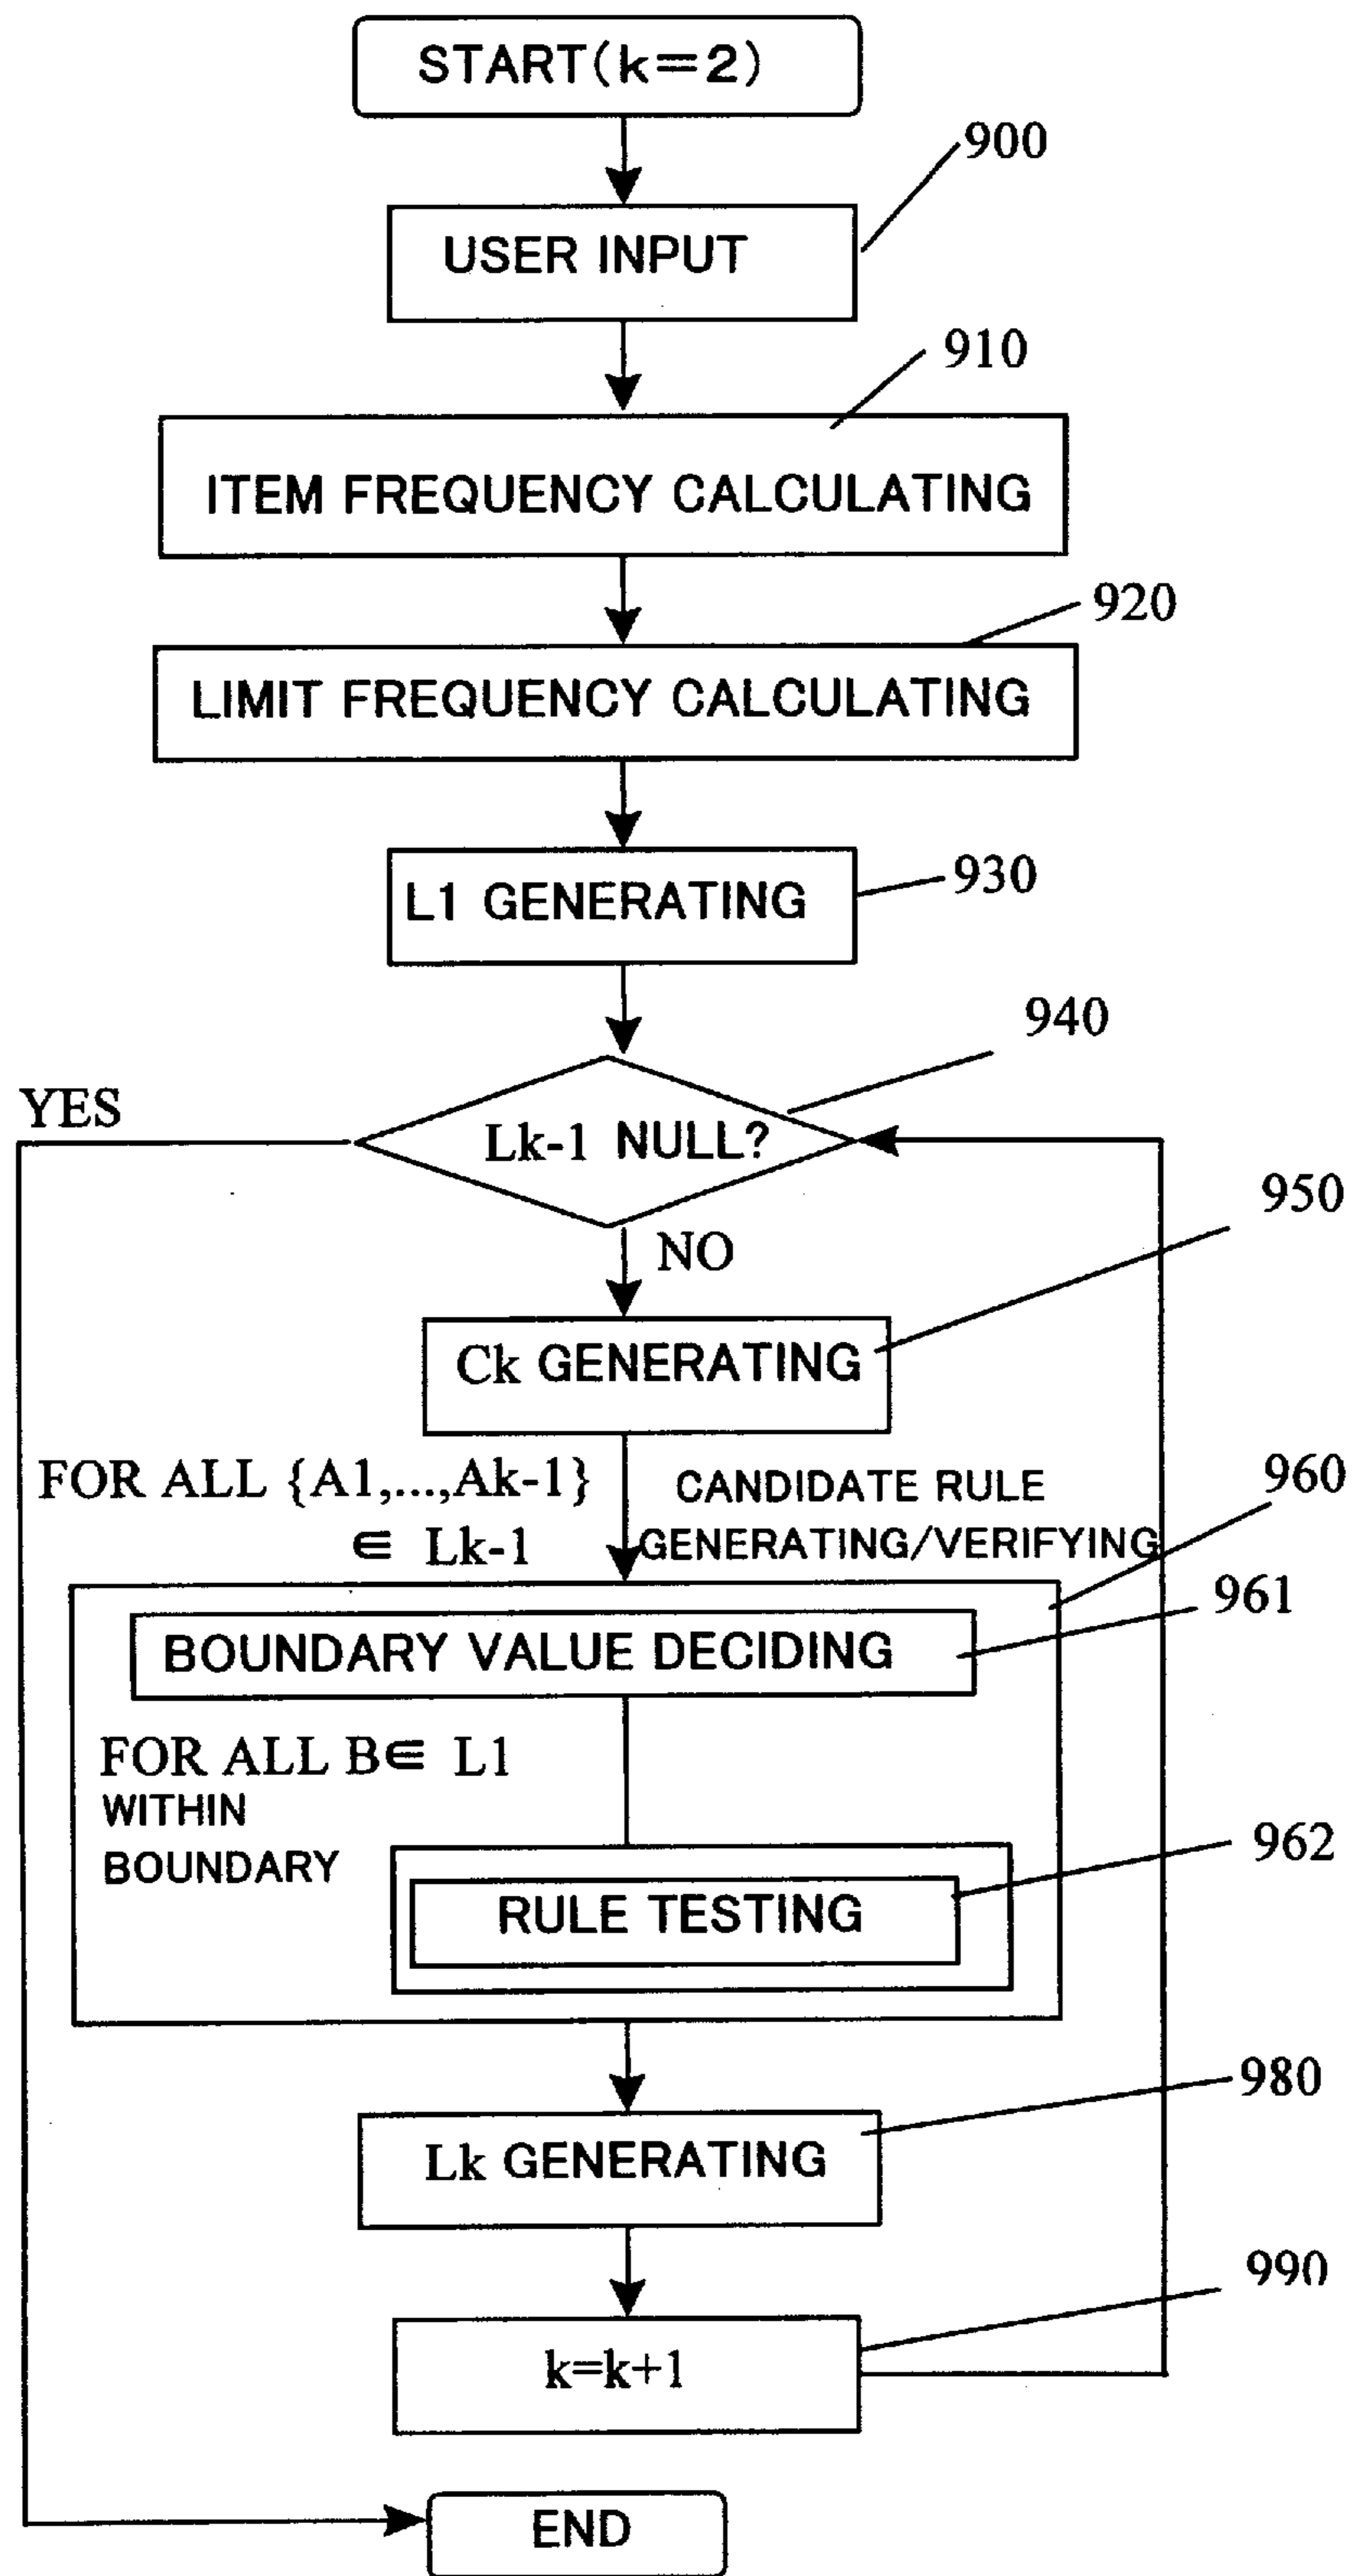 START(k=2)
900
USER INPUT
910
ITEM FREQUENCY CALCULATING
920
LIMIT FREQUENCY CALCULATING
930
L1 GENERATING
940
YES
Lk-1 NULL?
950
NO
Ck GENERATING
FOR ALL {A1,...,Ak-1}
∈ Lk-1
CANDIDATE RULE
GENERATING/VERIFYING
960
961
BOUNDARY VALUE DECIDING
FOR ALL B∈ L1
WITHIN
BOUNDARY
962
RULE TESTING
980
Lk GENERATING
990
k=k+1
END